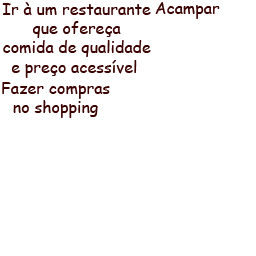 Ir à um restaurante
que ofereça
comida de qualidade
e preço acessível
Acampar
Fazer compras
no shopping